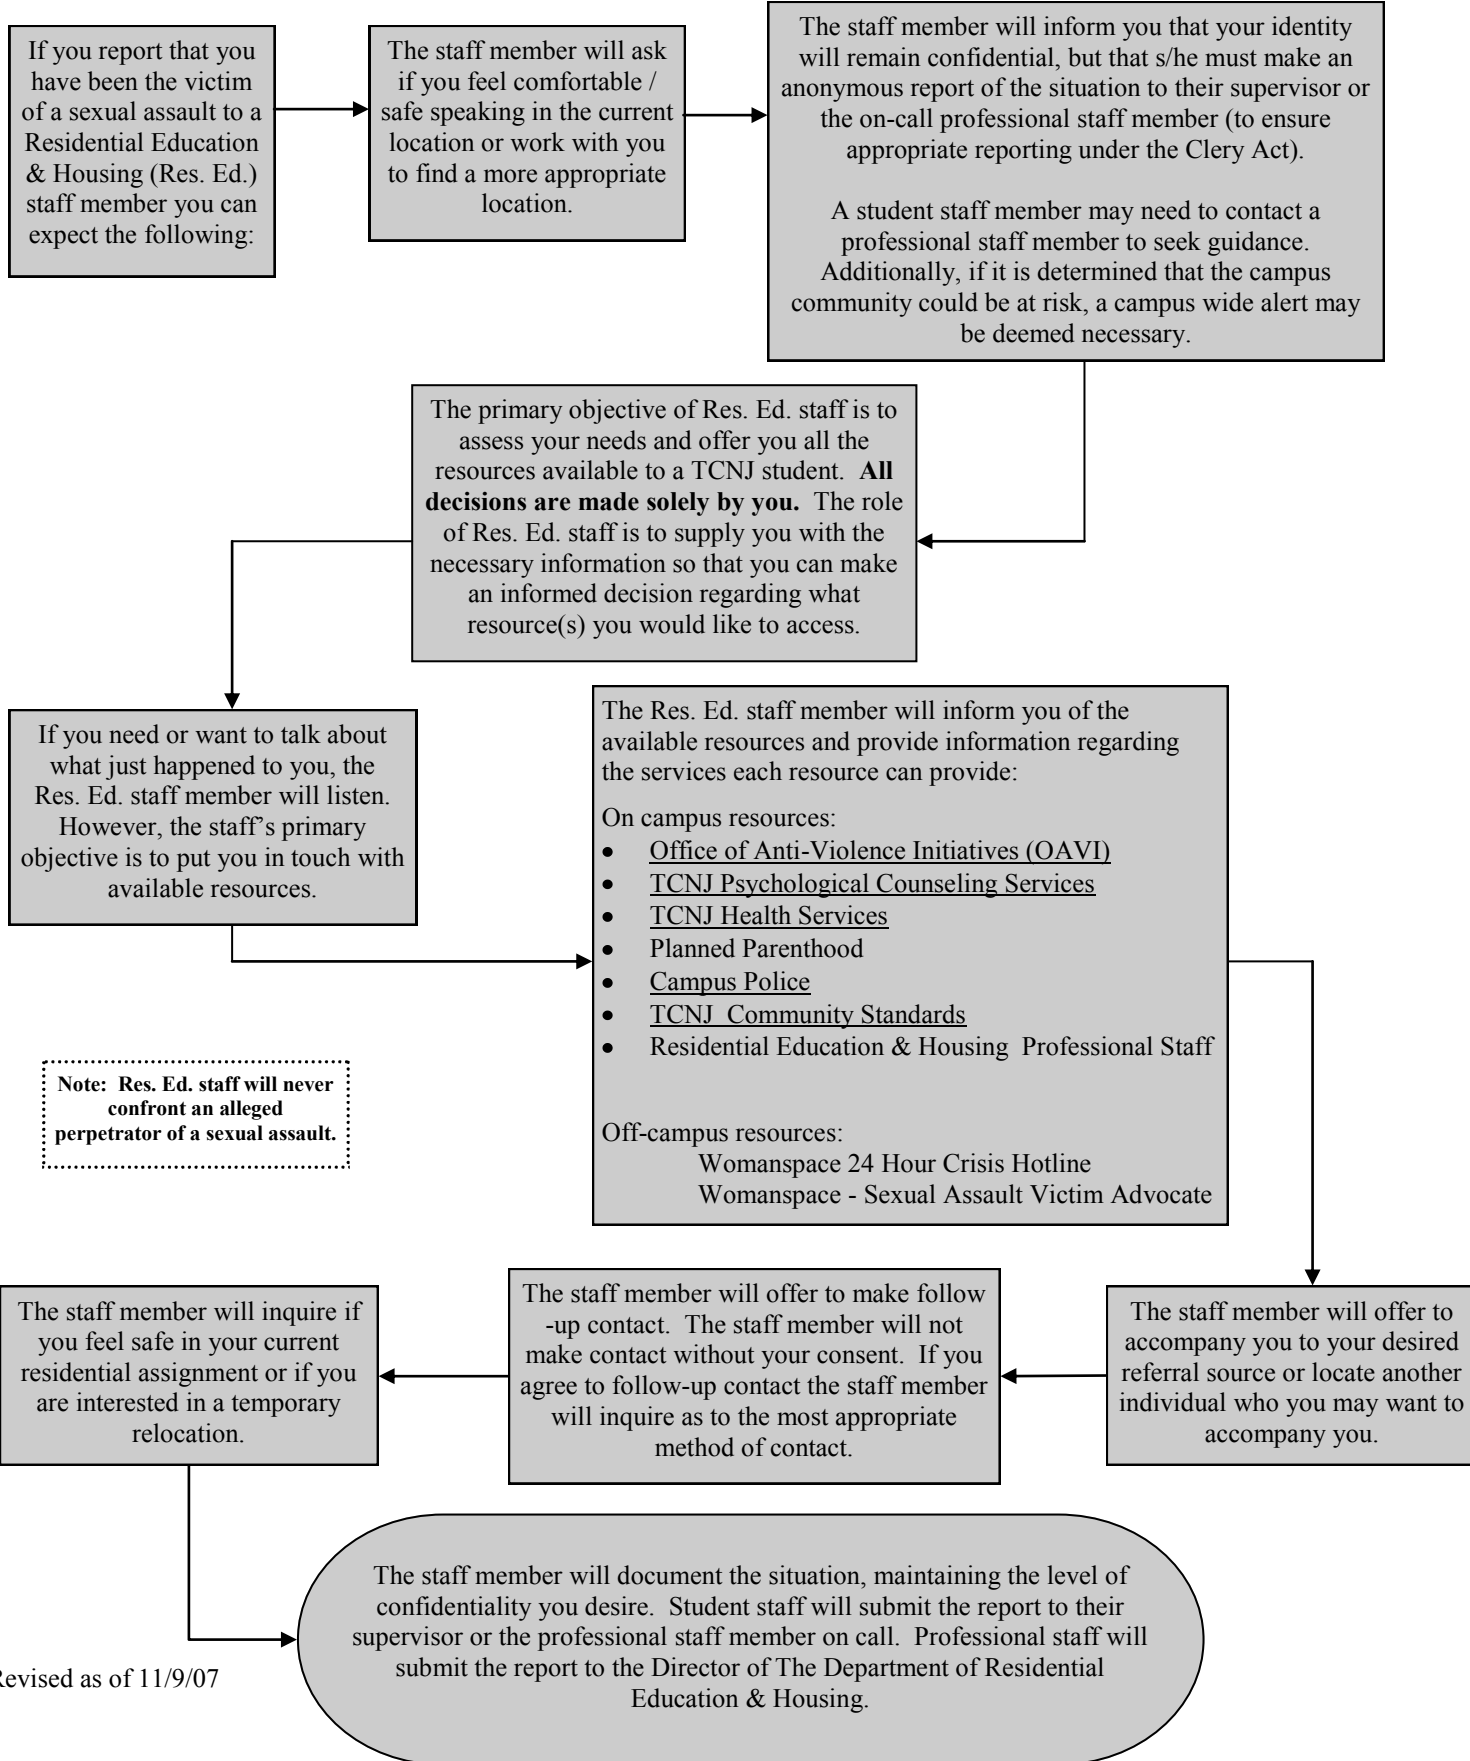 If you report that you
have been the victim
of a sexual assault to a
Residential Education
& Housing (Res. Ed.)
staff member you can
expect the following:
The staff member will ask
if you feel comfortable /
safe speaking in the current
location or work with you
to find a more appropriate
location.
The staff member will inform you that your identity
will remain confidential, but that s/he must make an
anonymous report of the situation to their supervisor or
the on-call professional staff member (to ensure
appropriate reporting under the Clery Act).
A student staff member may need to contact a
professional staff member to seek guidance.
Additionally, if it is determined that the campus
community could be at risk, a campus wide alert may
be deemed necessary.
The primary objective of Res. Ed. staff is to
assess your needs and offer you all the
resources available to a TCNJ student. All
decisions are made solely by you. The role
of Res. Ed. staff is to supply you with the
necessary information so that you can make
an informed decision regarding what
resource(s) you would like to access.
If you need or want to talk about
what just happened to you, the
Res. Ed. staff member will listen.
However, the staff's primary
objective is to put you in touch with
available resources.
The Res. Ed. staff member will inform you of the
available resources and provide information regarding
the services each resource can provide:
On campus resources:
• Office of Anti-Violence Initiatives (OAVI)
• TCNJ Psychological Counseling Services
• TCNJ Health Services
• Planned Parenthood
• Campus Police
• TCNJ Community Standards
• Residential Education & Housing Professional Staff
Off-campus resources:
Womanspace 24 Hour Crisis Hotline
Womanspace - Sexual Assault Victim Advocate
Note: Res. Ed. staff will never
confront an alleged
perpetrator of a sexual assault.
The staff member will offer to
accompany you to your desired
referral source or locate another
individual who you may want to
accompany you.
The staff member will offer to make follow
-up contact. The staff member will not
make contact without your consent. If you
agree to follow-up contact the staff member
will inquire as to the most appropriate
method of contact.
The staff member will inquire if
you feel safe in your current
residential assignment or if you
are interested in a temporary
relocation.
The staff member will document the situation, maintaining the level of
confidentiality you desire. Student staff will submit the report to their
supervisor or the professional staff member on call. Professional staff will
submit the report to the Director of The Department of Residential
Education & Housing.
Revised as of 11/9/07